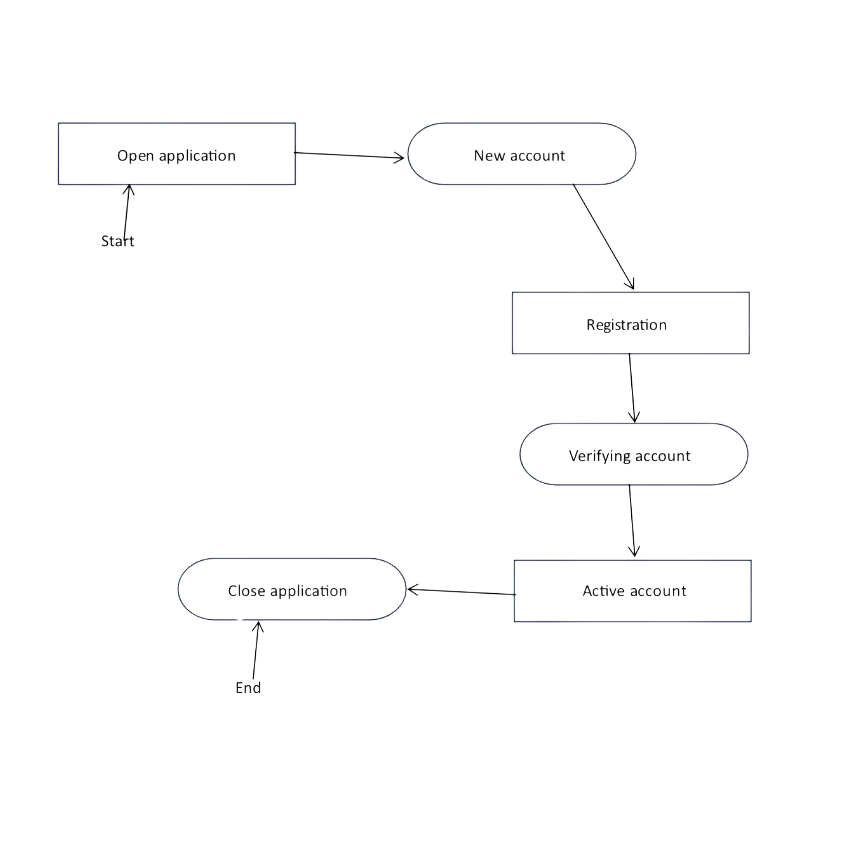 Open application
New account
Start
Registration
Verifying account
Active account
Close application
End